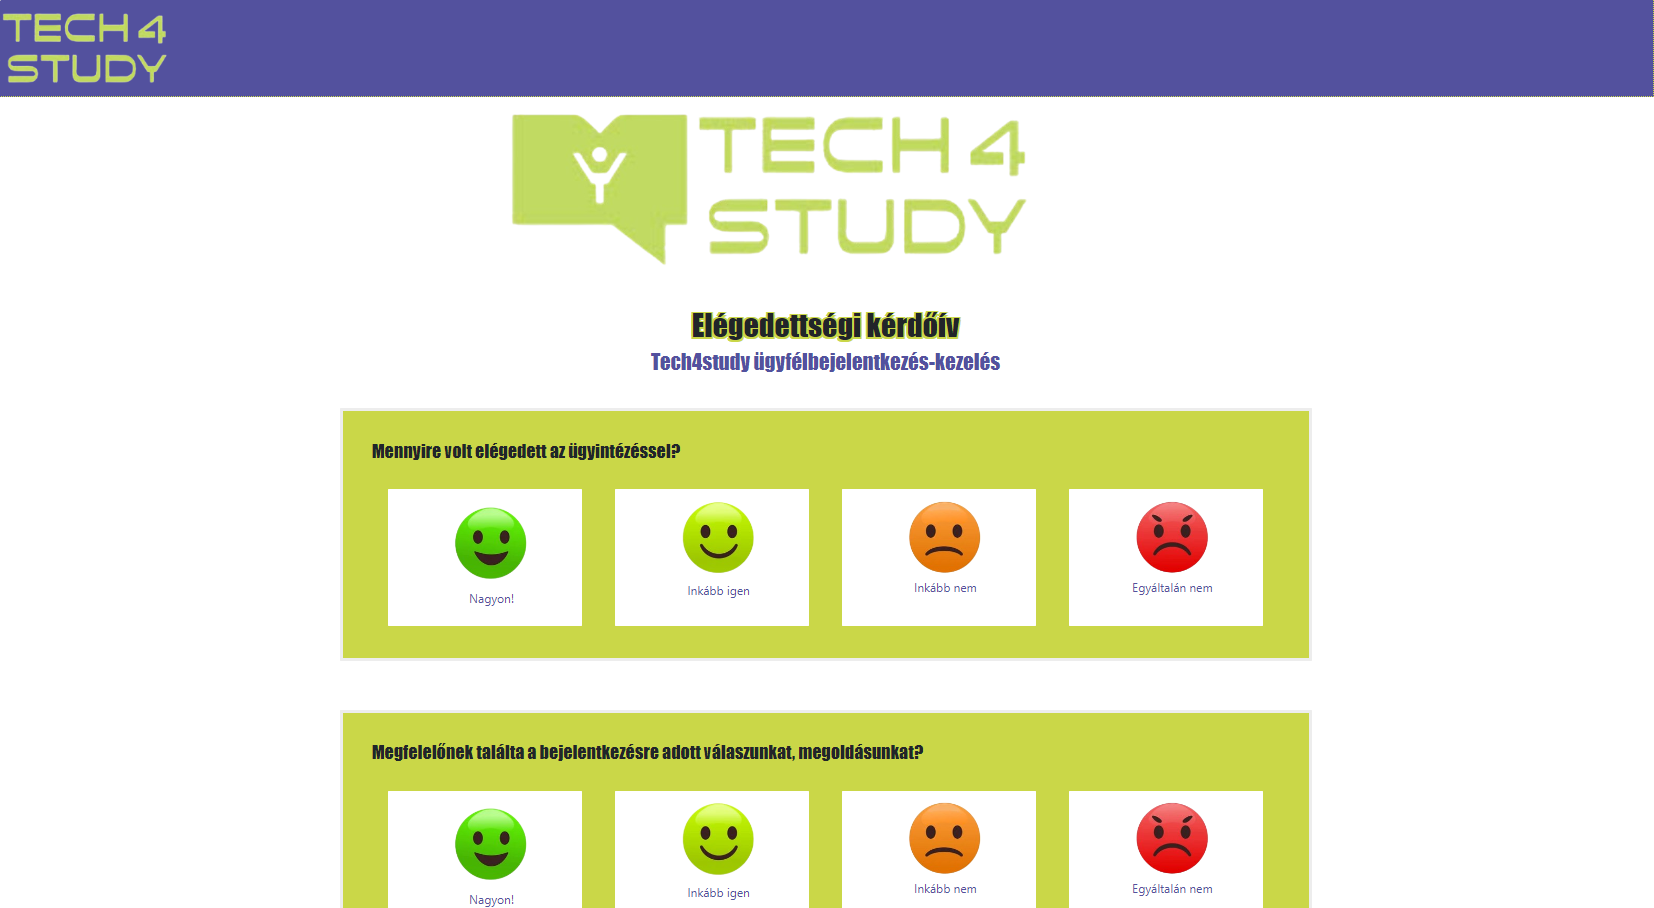 TECH 4
STUDY
TECH 4
STUDY
Elégedettségi kérdőív
Tech4study ügyfélbejelentkezés-kezelés
Mennyire volt elégedett az ügyintézéssel?
Nagyon!
Inkább igen
Inkább nem
Egyáltalán nem
Megfelelőnek találta a bejelentkezésre adott válaszunkat, megoldásunkat?
Nagyon!
Inkább igen
Inkább nem
Egyáltalán nem